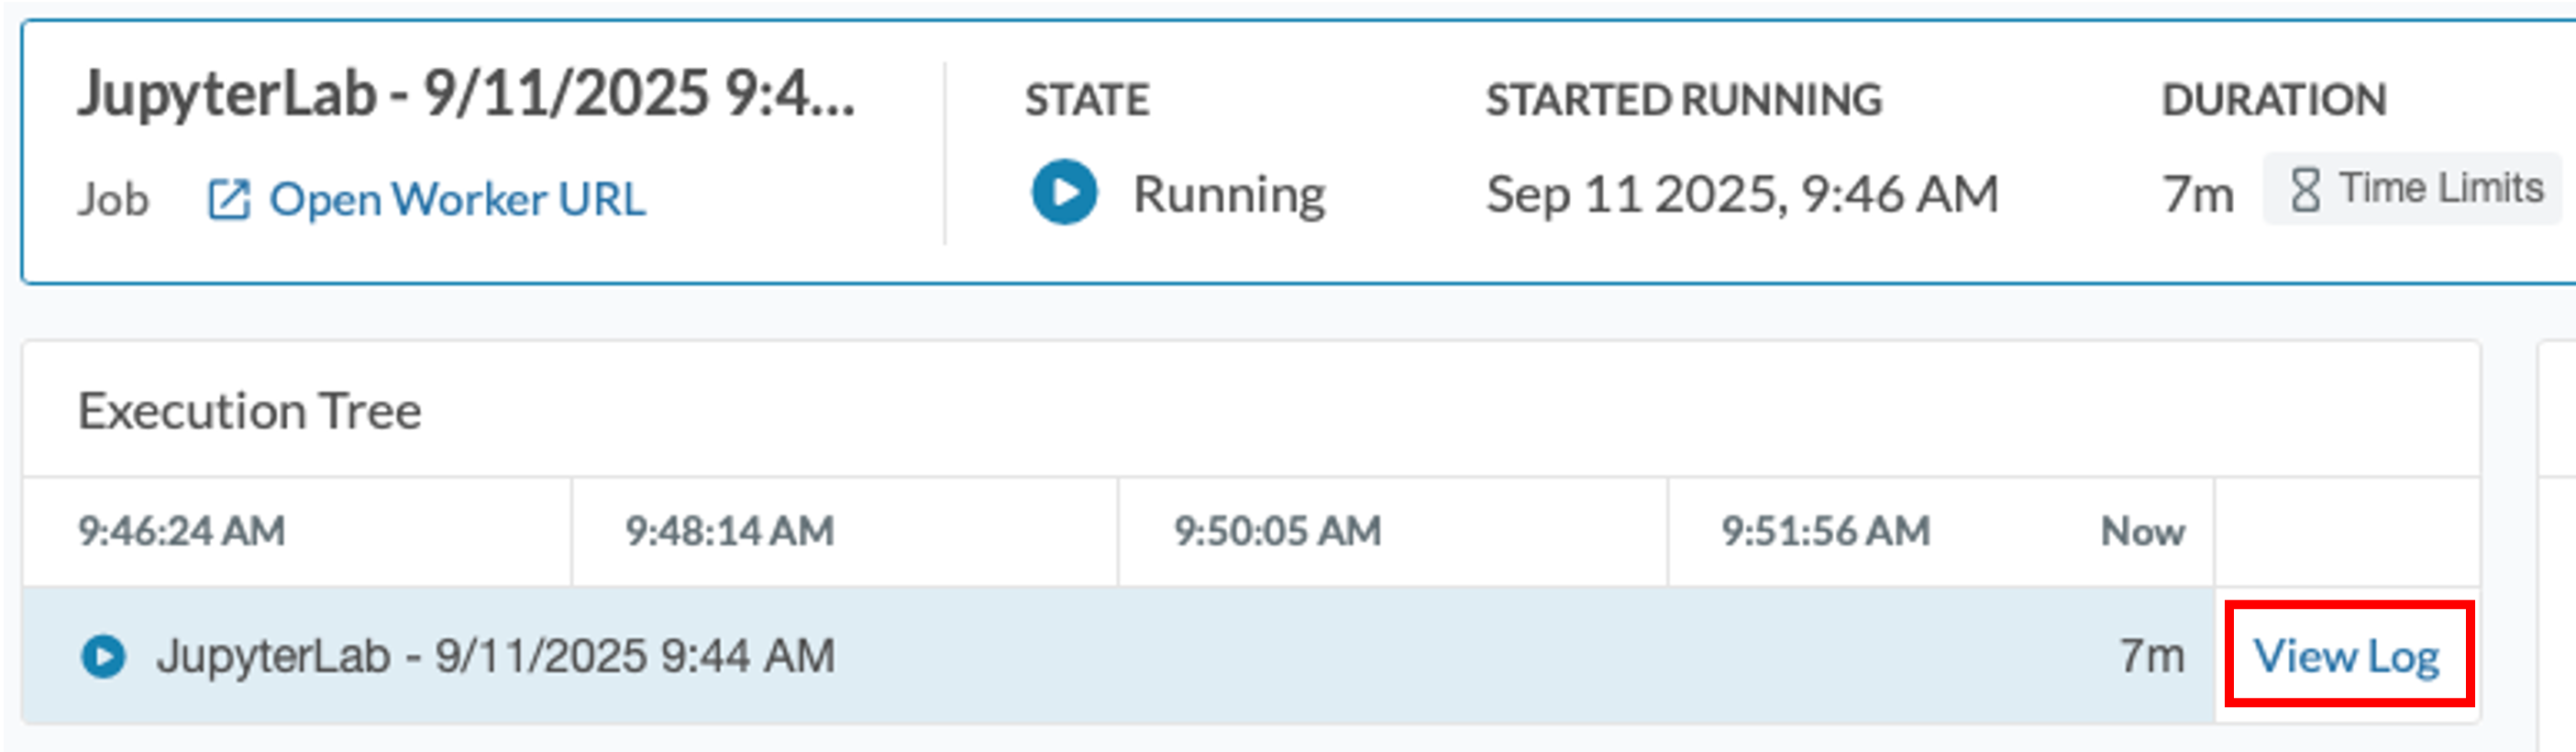 JupyterLab - 9/11/2025 9:4...
STATE
STARTED RUNNING
DURATION
Job
Open Worker URL
Running
Sep 11 2025, 9:46 AM
7m
Time Limits
Execution Tree
9:46:24 AM
9:48:14 AM
9:50:05 AM
9:51:56 AM
Now
JupyterLab - 9/11/2025 9:44 AM
7m
View Log